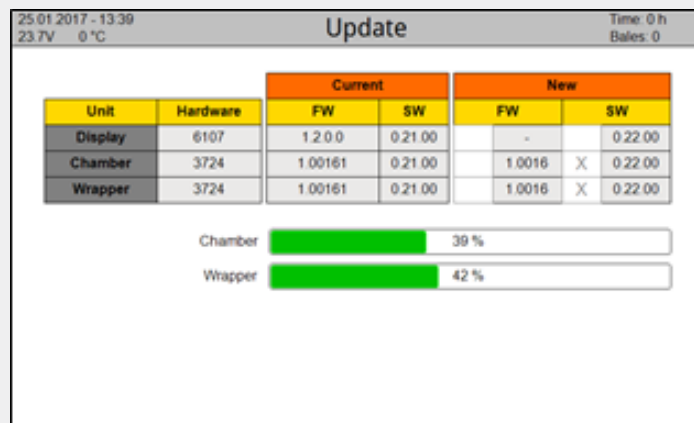 25.01.2017 - 13:39 Update Time: 0 h
23.7V 0 °C Bales: 0
Current New
Unit Hardware FW SW FW SW
Display 6107 1.2.0.0 0.21.00 - 0.22.00
Chamber 3724 1.00161 0.21.00 1.0016 X 0.22.00
Wrapper 3724 1.00161 0.21.00 1.0016 X 0.22.00
Chamber 39 %
Wrapper 42 %